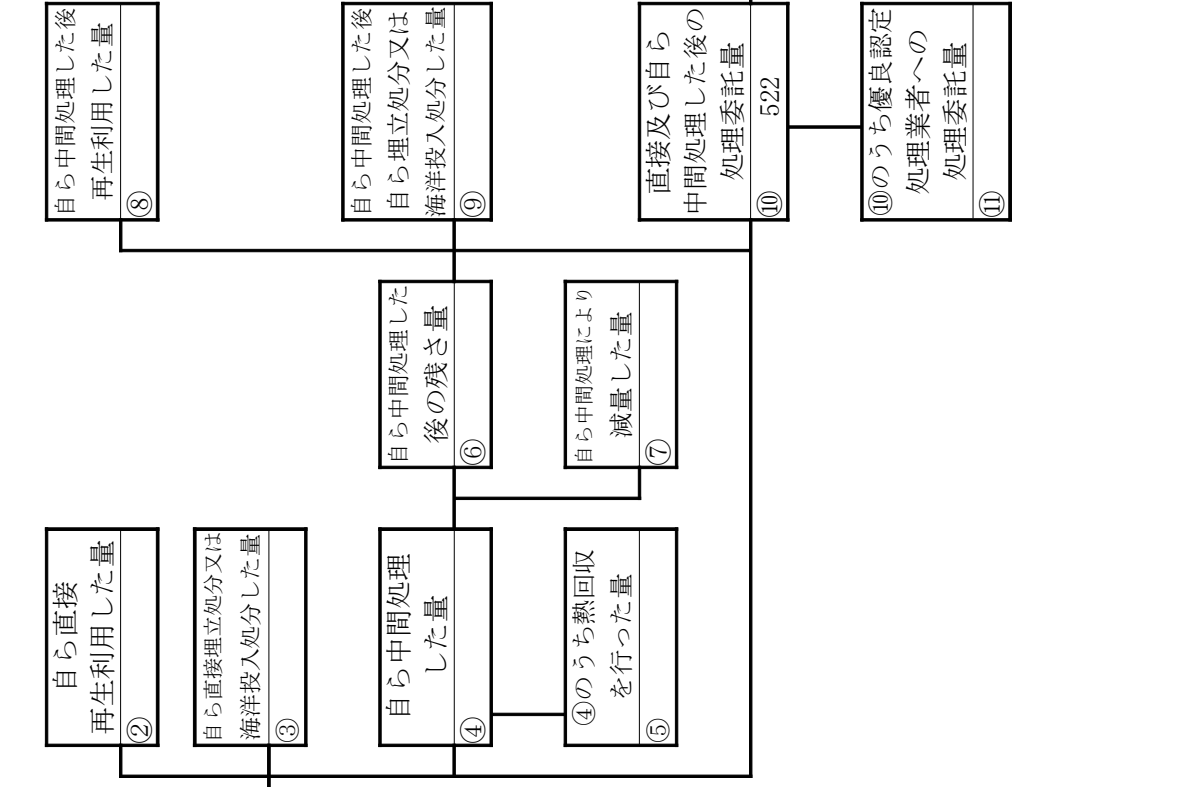 自ら直接
再生利用した量
②
自ら直接埋立処分又は
海洋投入処分した量
③
自ら中間処理
した量
④
④のうち熱回収
を行った量
⑤
自ら中間処理した
後の残さ量
⑥
自ら中間処理により
減量した量
⑦
自ら中間処理した後
再生利用した量
⑧
自ら中間処理した後
自ら埋立処分又は
海洋投入処分した量
⑨
直接及び自ら
中間処理した後の
処理委託量
⑩ 522
⑩のうち優良認定
処理業者への
処理委託量
⑪